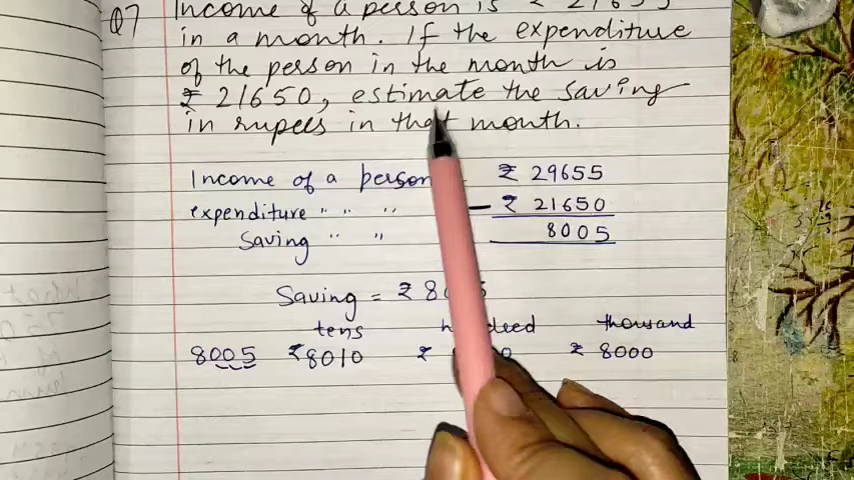 Q7 Income of a person is ₹
in a month. If the expenditure
of the person in the month is
₹ 21650, estimate the saving
in rupees in that month.
Income of a person ₹ 29655
expenditure " " " - ₹ 21650
Saving " " 8005
Saving = ₹
tens thousand
8005 ₹8010 ₹ ₹ 8000